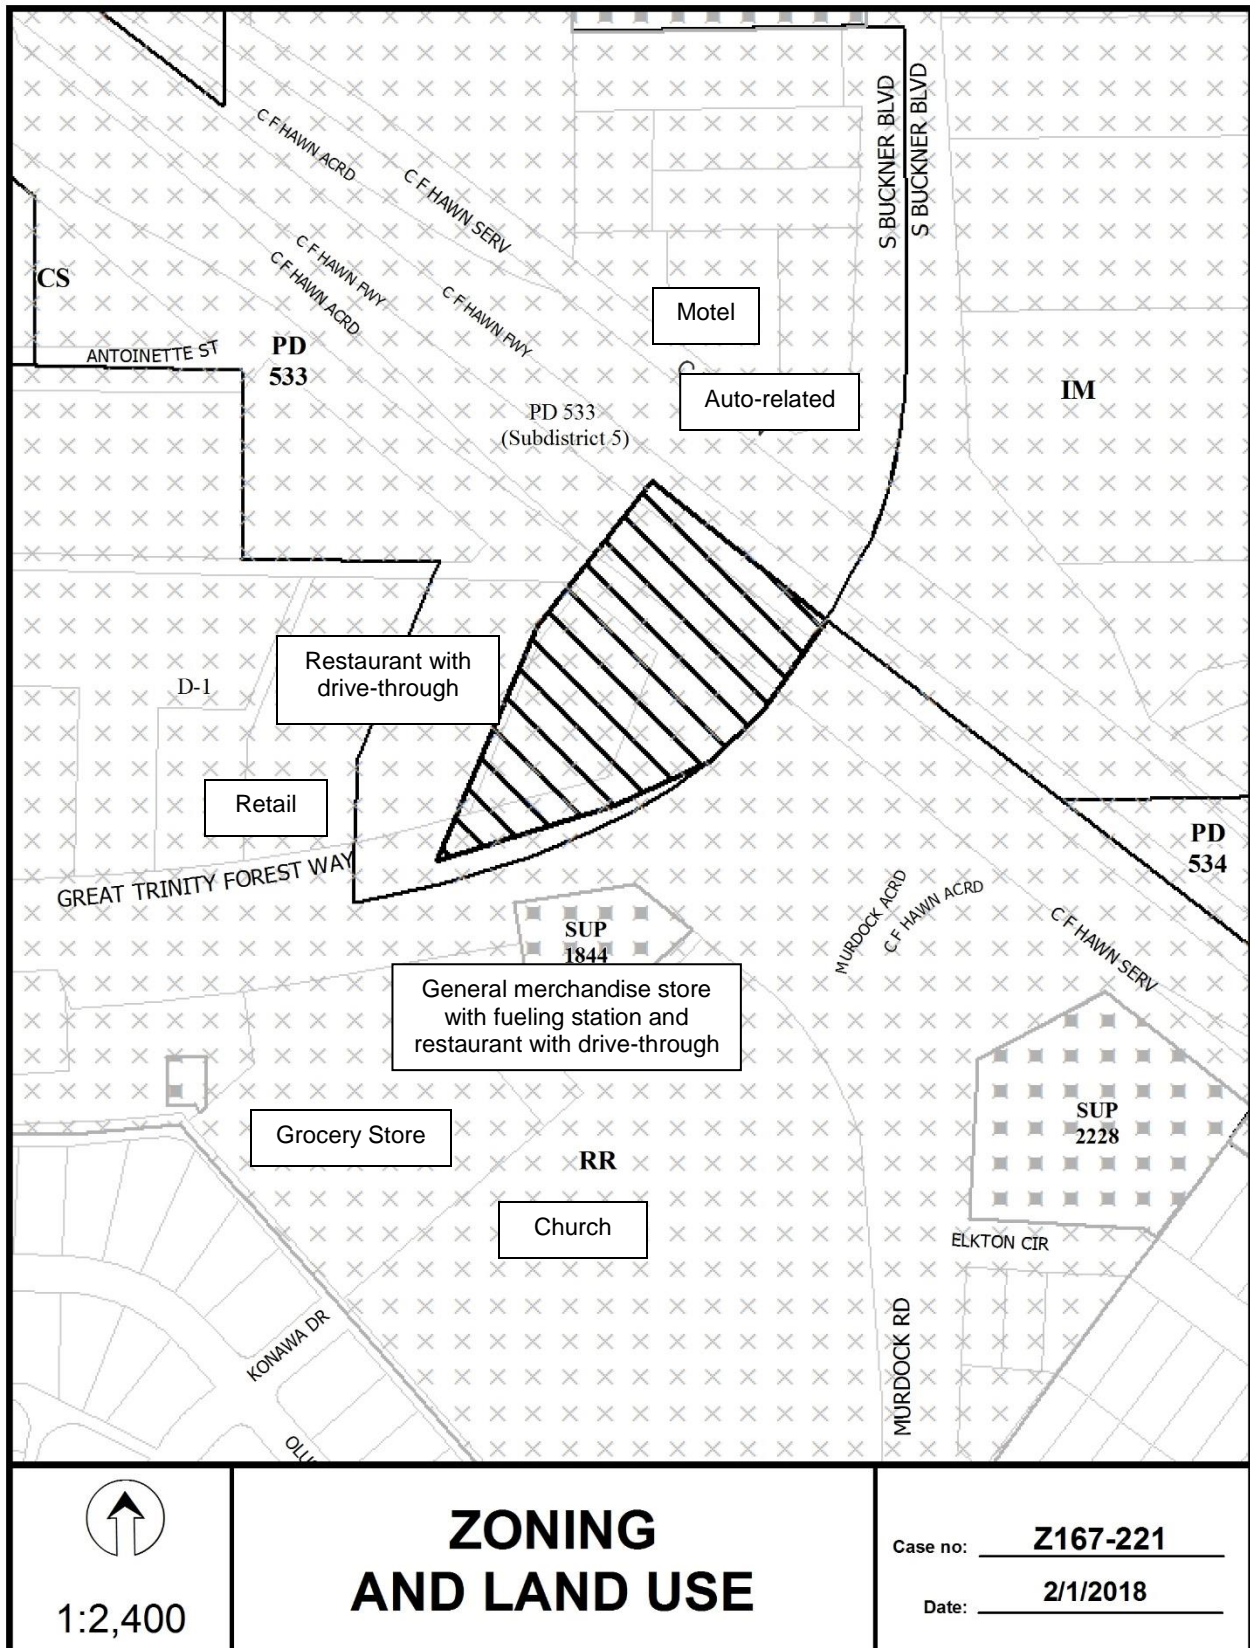 S BUCKNER BLVD
S BUCKNER BLVD
C F HAWN ACRD
C F HAWN SERV
C F HAWN FWY
C F HAWN ACRD
C F HAWN FWY
CS
ANTOINETTE ST
PD
533
Motel
Auto-related
IM
PD 533
(Subdistrict 5)
Restaurant with
drive-through
D-1
Retail
GREAT TRINITY FOREST WAY
PD
534
MURDOCK ACRD
C F HAWN ACRD
C F HAWN SERV
SUP
1844
General merchandise store
with fueling station and
restaurant with drive-through
SUP
2228
Grocery Store
RR
Church
ELKTON CIR
KONAWA DR
MURDOCK RD
1:2,400
ZONING
AND LAND USE
Case no: Z167-221
Date: 2/1/2018